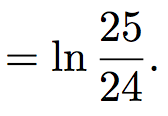 = ln 25/24.